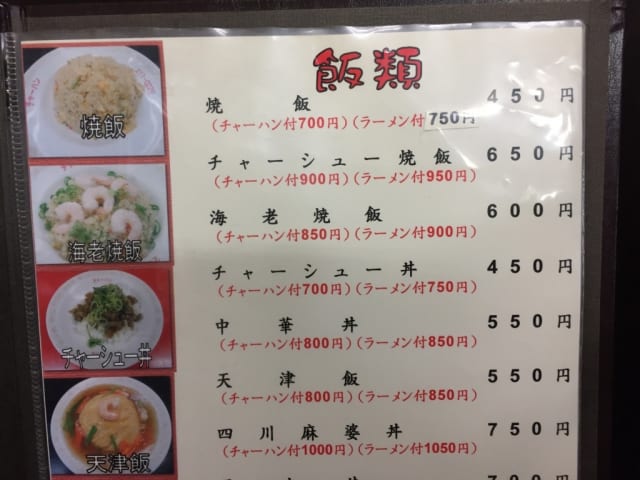 飯類
焼飯 450円
(チャーハン付700円)(ラーメン付750円
チャーシュー焼飯 650円
(チャーハン付900円)(ラーメン付950円)
海老焼飯 600円
(チャーハン付850円)(ラーメン付900円)
チャーシュー丼 450円
(チャーハン付700円)(ラーメン付750円)
中華丼 550円
(チャーハン付800円)(ラーメン付850円)
天津飯 550円
(チャーハン付800円)(ラーメン付850円)
四川麻婆丼 750円
(チャーハン付1000円)(ラーメン付1050円)
焼飯
海老焼飯
チャーシュー丼
天津飯